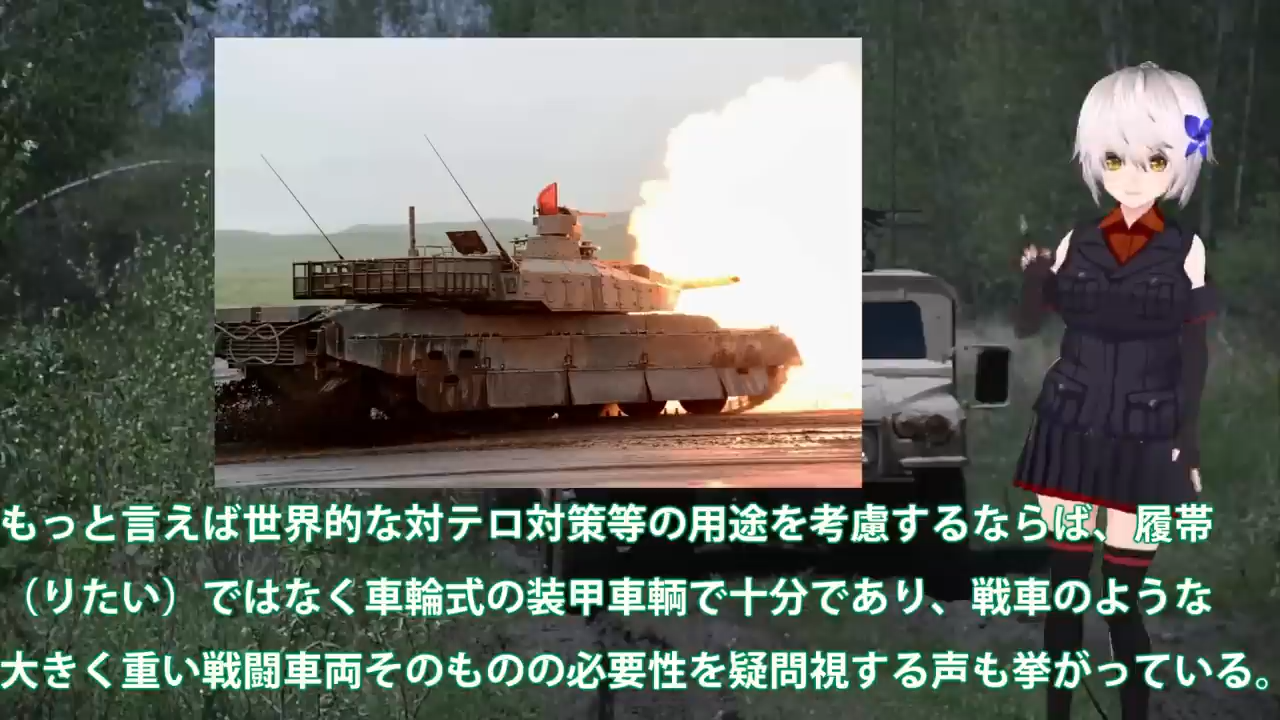 もっと言えば世界的な対テロ対策等の用途を考慮するならば、履帯
（りたい）ではなく車輪式の装甲車輌で十分であり、戦車のような
大きく重い戦闘車両そのものの必要性を疑問視する声も挙がっている。